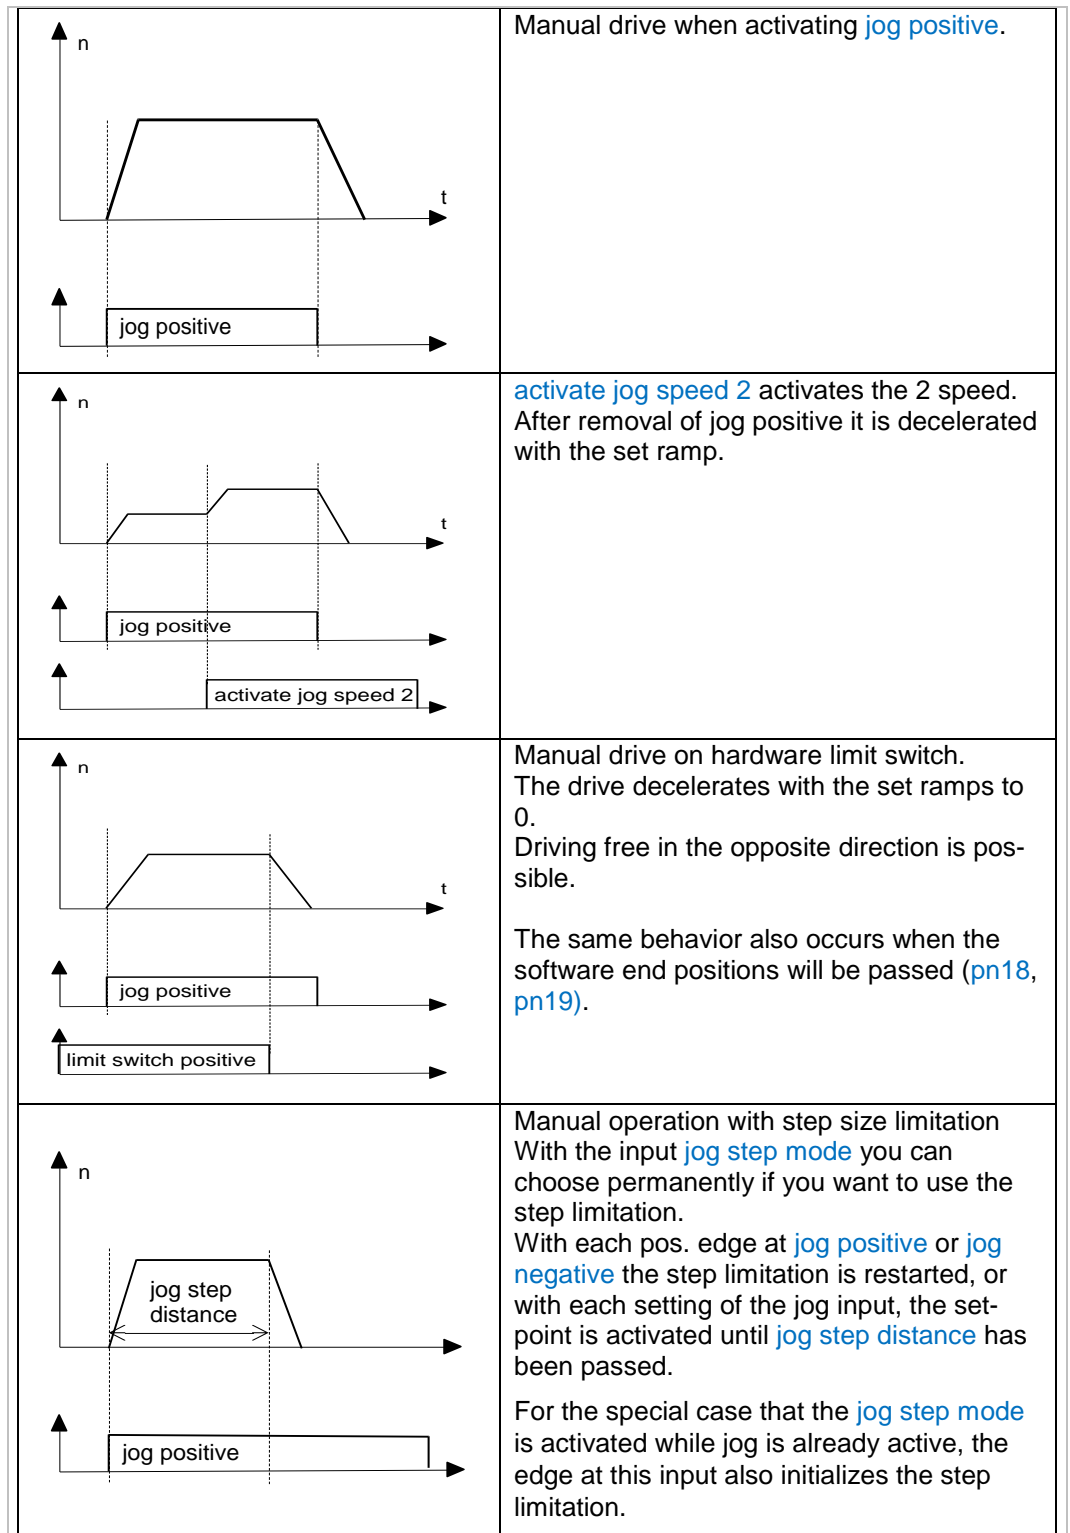 n
t
jog positive
Manual drive when activating jog positive.
n
t
jog positive
activate jog speed 2
activate jog speed 2 activates the 2 speed.
After removal of jog positive it is decelerated
with the set ramp.
n
t
jog positive
limit switch positive
Manual drive on hardware limit switch.
The drive decelerates with the set ramps to
0.
Driving free in the opposite direction is pos-
sible.
The same behavior also occurs when the
software end positions will be passed (pn18,
pn19).
n
jog step
distance
jog positive
Manual operation with step size limitation
With the input jog step mode you can
choose permanently if you want to use the
step limitation.
With each pos. edge at jog positive or jog
negative the step limitation is restarted, or
with each setting of the jog input, the set-
point is activated until jog step distance has
been passed.
For the special case that the jog step mode
is activated while jog is already active, the
edge at this input also initializes the step
limitation.